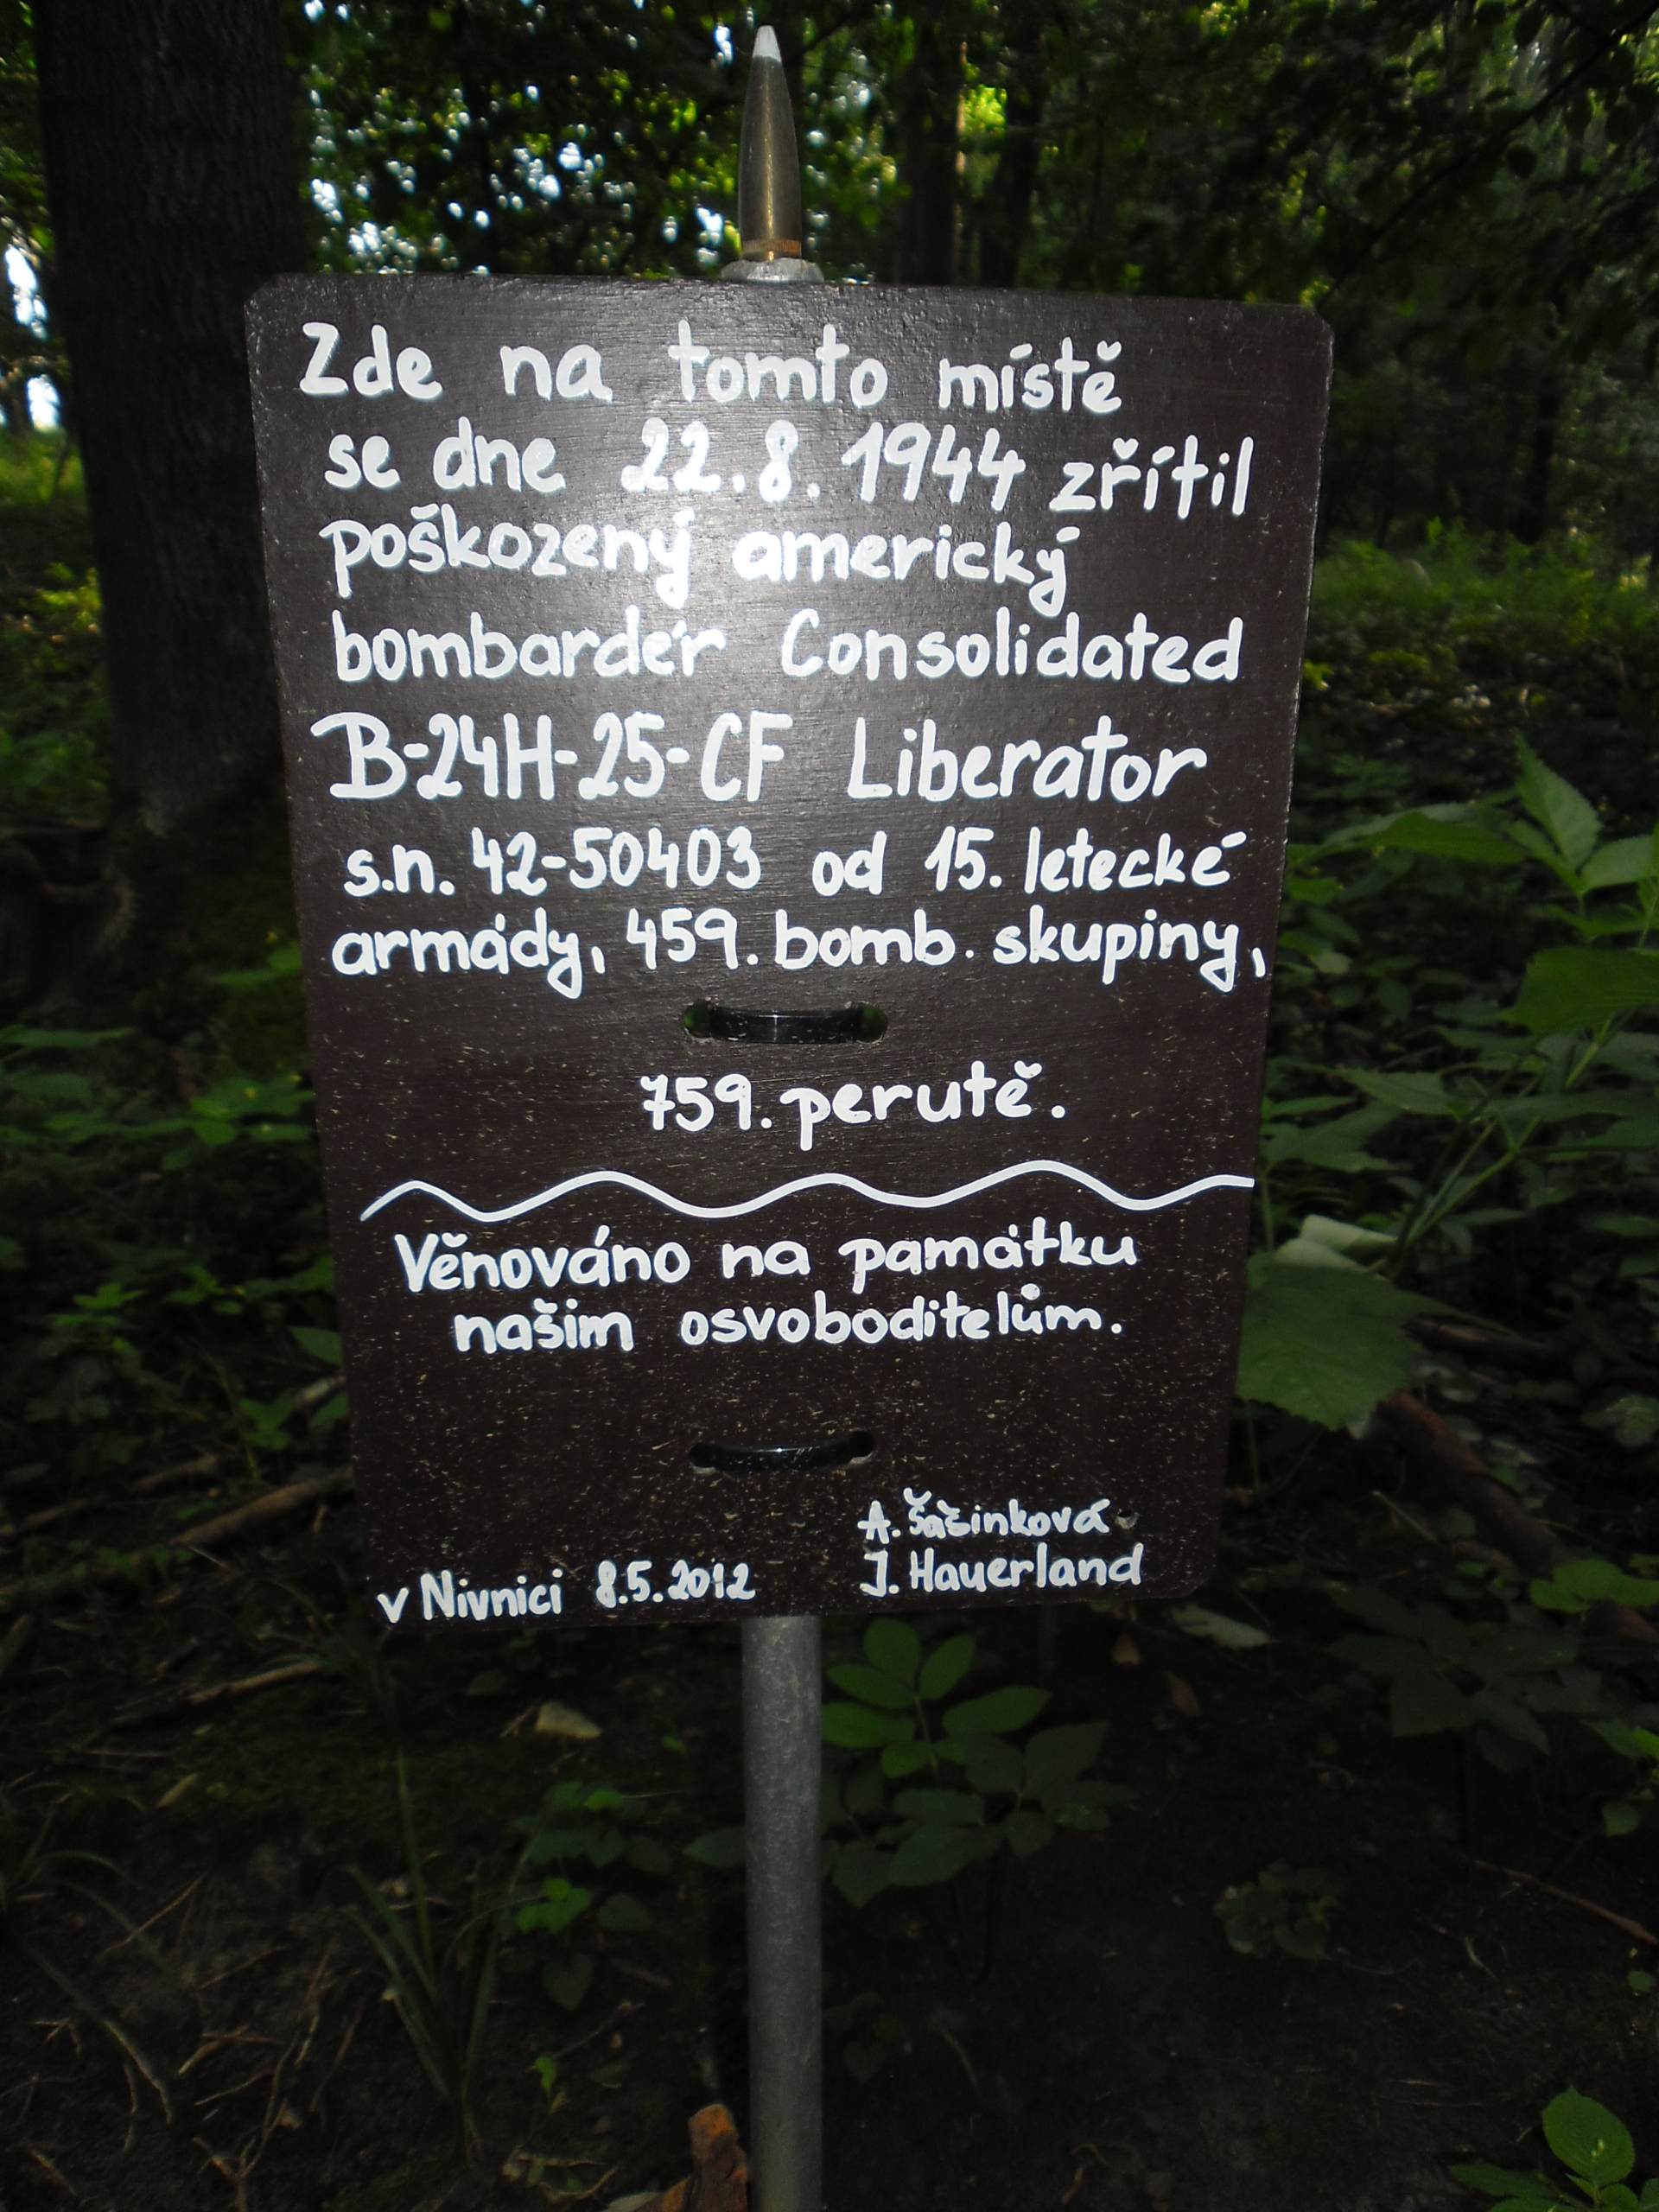 Zde na tomto místě
se dne 22.8.1944 zřítil
poškozený americký
bombardér Consolidated
B-24H-25-CF Liberator
s.n. 42-50403 od 15. letecké
armády, 459. bomb. skupiny,
759. perutě.
Věnováno na památku
našim osvoboditelům.
A. Šašinková
J. Hauerland
v Nivnici 8.5.2012